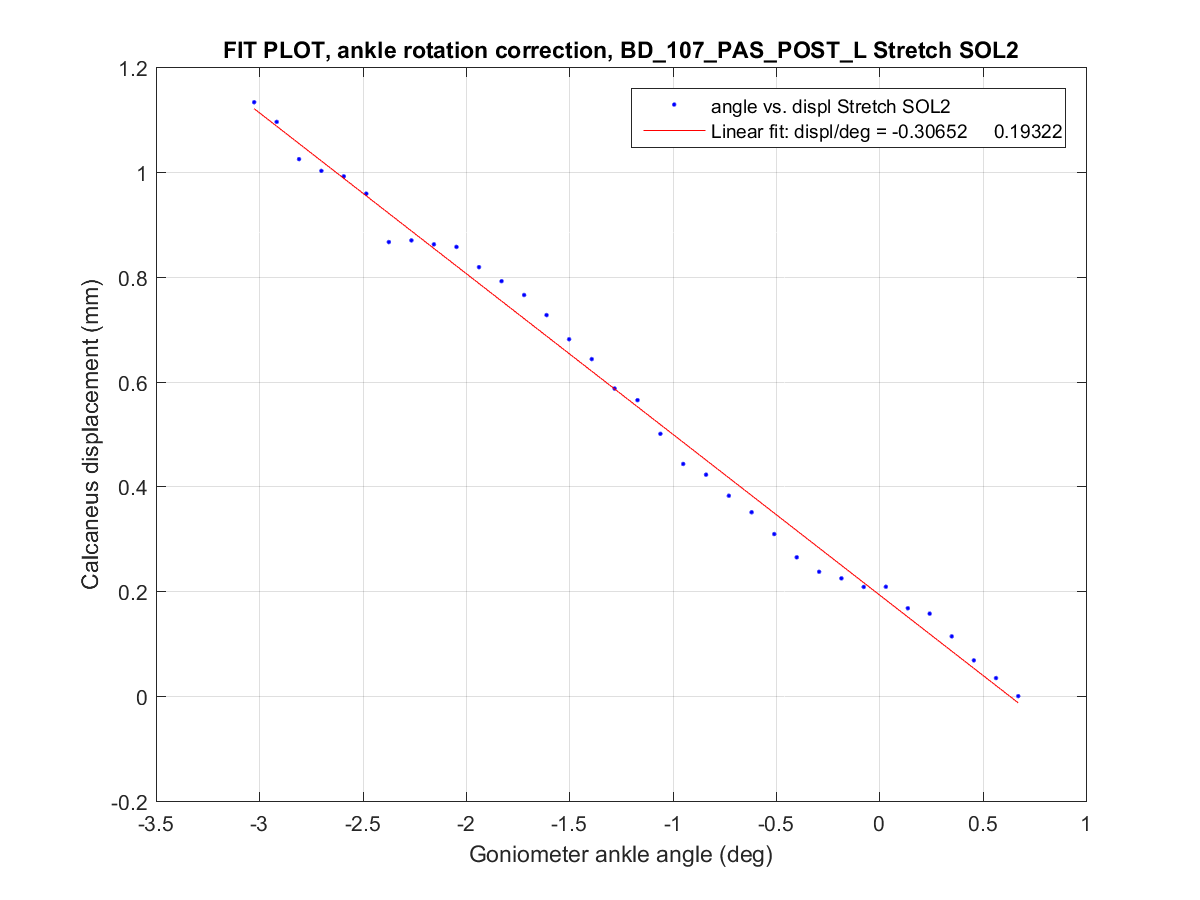 FIT PLOT, ankle rotation correction, BD_107_PAS_POST_L Stretch SOL2
angle vs. displ Stretch SOL2
Linear fit: displ/deg = -0.30652 0.19322
1.2
1
0.8
0.6
0.4
0.2
0
-0.2
Calcaneus displacement (mm)
-3.5 -3 -2.5 -2 -1.5 -1 -0.5 0 0.5 1
Goniometer ankle angle (deg)